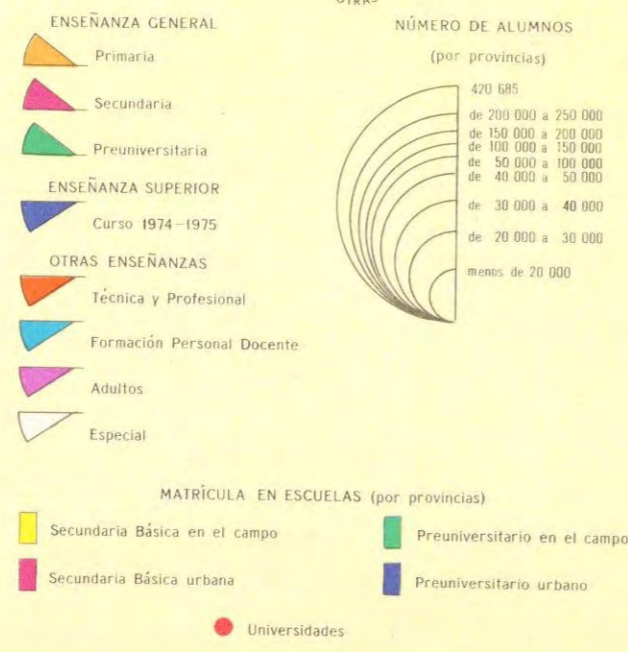 OTRAS
ENSEÑANZA GENERAL
Primaria
Secundaria
Preuniversitaria
ENSEÑANZA SUPERIOR
Curso 1974-1975
OTRAS ENSEÑANZAS
Técnica y Profesional
Formación Personal Docente
Adultos
Especial
NÚMERO DE ALUMNOS
(por provincias)
420 685
de 200 000 a 250 000
de 150 000 a 200 000
de 100 000 a 150 000
de 50 000 a 100 000
de 40 000 a 50 000
de 30 000 a 40 000
de 20 000 a 30 000
menos de 20 000
MATRÍCULA EN ESCUELAS (por provincias)
Secundaria Básica en el campo
Preuniversitario en el campo
Secundaria Básica urbana
Preuniversitario urbano
Universidades